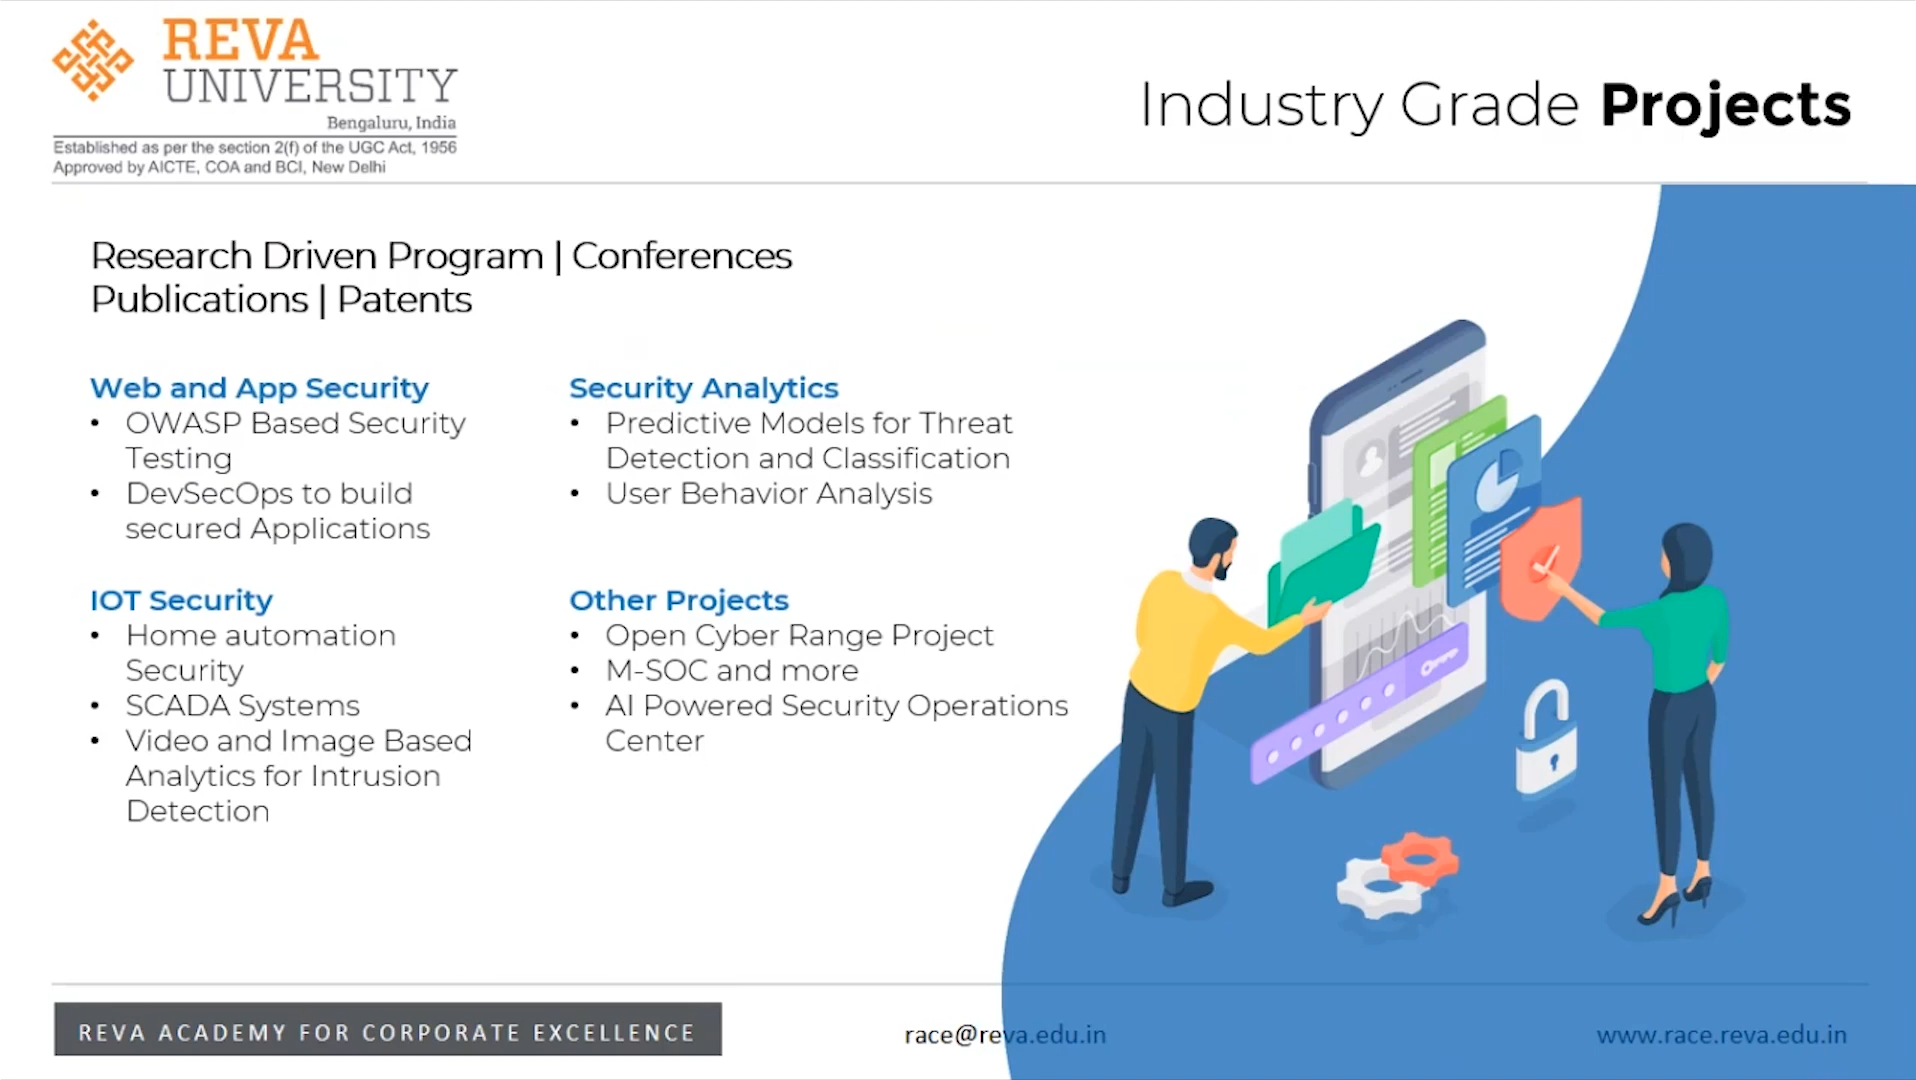 REVA
UNIVERSITY
Bengaluru, India
Established as per the section 2(f) of the UGC Act, 1956
Approved by AICTE, COA and BCI, New Delhi
Industry Grade Projects
Research Driven Program | Conferences
Publications | Patents
Web and App Security
• OWASP Based Security
Testing
• DevSecOps to build
secured Applications
Security Analytics
• Predictive Models for Threat
Detection and Classification
• User Behavior Analysis
IOT Security
• Home automation
Security
• SCADA Systems
• Video and Image Based
Analytics for Intrusion
Detection
Other Projects
• Open Cyber Range Project
• M-SOC and more
• AI Powered Security Operations
Center
REVA ACADEMY FOR CORPORATE EXCELLENCE
race@reva.edu.in
www.race.reva.edu.in